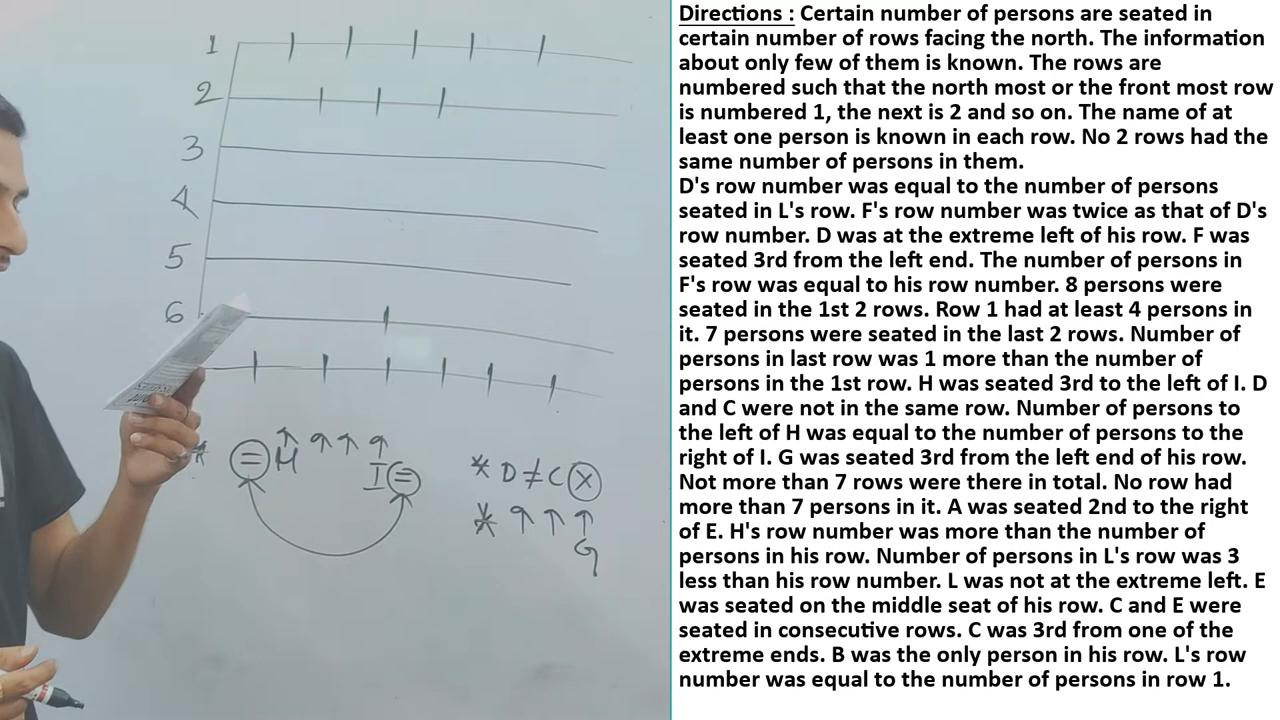 1
2
3
4
5
6
* = H I =
* D ≠ C X
*
G
Directions : Certain number of persons are seated in
certain number of rows facing the north. The information
about only few of them is known. The rows are
numbered such that the north most or the front most row
is numbered 1, the next is 2 and so on. The name of at
least one person is known in each row. No 2 rows had the
same number of persons in them.
D's row number was equal to the number of persons
seated in L's row. F's row number was twice as that of D's
row number. D was at the extreme left of his row. F was
seated 3rd from the left end. The number of persons in
F's row was equal to his row number. 8 persons were
seated in the 1st 2 rows. Row 1 had at least 4 persons in
it. 7 persons were seated in the last 2 rows. Number of
persons in last row was 1 more than the number of
persons in the 1st row. H was seated 3rd to the left of I. D
and C were not in the same row. Number of persons to
the left of H was equal to the number of persons to the
right of I. G was seated 3rd from the left end of his row.
Not more than 7 rows were there in total. No row had
more than 7 persons in it. A was seated 2nd to the right
of E. H's row number was more than the number of
persons in his row. Number of persons in L's row was 3
less than his row number. L was not at the extreme left. E
was seated on the middle seat of his row. C and E were
seated in consecutive rows. C was 3rd from one of the
extreme ends. B was the only person in his row. L's row
number was equal to the number of persons in row 1.